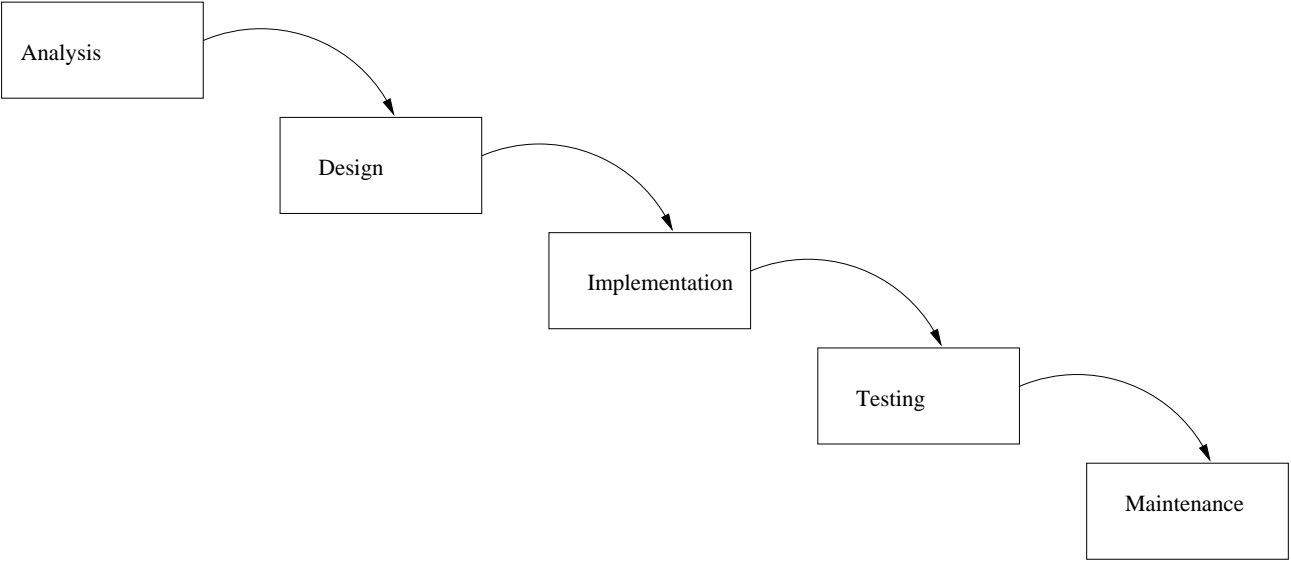 Analysis
Design
Implementation
Testing
Maintenance